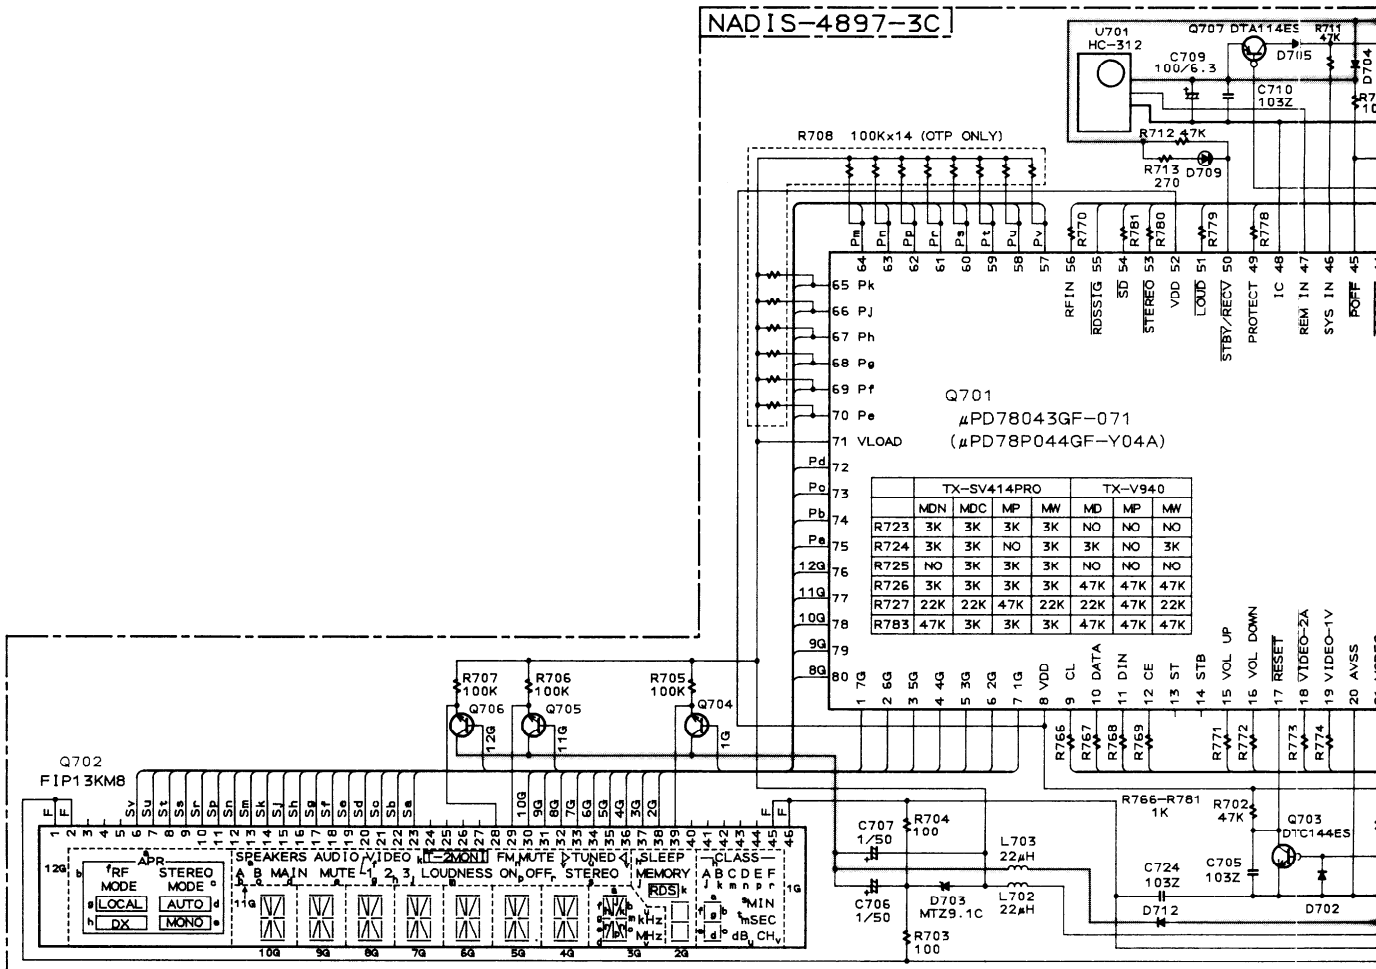 NADIS-4897-3C
U701
HC-312
Q707 DTA114ES
R711
47K
D705
D704
C709
100/6.3
C710
103Z
R712 47K
R713
270
D709
R708 100Kx14 (OTP ONLY)
Pm Pn Pp Pr Ps Pt Pu Pv
R770 R781 R780 R779 R778
64 63 62 61 60 59 58 57
RFIN 56
RDSSIG 55
SD 54
STEREO 53
VDD 52
LOUD 51
STBY/RECV 50
PROTECT 49
IC 48
REM IN 47
SYS IN 46
POFF 45
65 Pk
66 Pj
67 Ph
68 Pg
69 Pf
70 Pe
71 VLOAD
Pd 72
Pc 73
Pb 74
Pa 75
12G 76
11G 77
10G 78
9G 79
8G 80
Q701
μPD78043GF-071
(μPD78P044GF-Y04A)
TX-SV414PRO TX-V940
MDN MDC MP MW MD MP MW
R723 3K 3K 3K 3K NO NO NO
R724 3K 3K NO 3K 3K NO 3K
R725 NO 3K 3K 3K NO NO NO
R726 3K 3K 3K 3K 47K 47K 47K
R727 22K 22K 47K 22K 22K 47K 22K
R783 47K 3K 3K 3K 47K 47K 47K
1 7G
2 6G
3 5G
4 4G
5 3G
6 2G
7 1G
8 VDD
9 CL
10 DATA
11 DIN
12 CE
13 ST
14 STB
15 VOL UP
16 VOL DOWN
17 RESET
18 VIDEO-2A
19 VIDEO-1V
20 AVSS
R766 R767 R768 R769 R771 R772 R773 R774
R707
100K
Q706
R706
100K
Q705
R705
100K
Q704
12G 11G 1G
Q702
FIP13KM8
F F Sv Su St Ss Sr Sp Sn Sm Sk Sj Sh Sg Sf Se Sd Sc Sb Sa 10G 9G 8G 7G 6G 5G 4G 3G 2G F F
1 2 3 4 5 6 7 8 9 10 11 12 13 14 15 16 17 18 19 20 21 22 23 24 25 26 27 28 29 30 31 32 33 34 35 36 37 38 39 40 41 42 43 44 45 46
12G
APR
RF
MODE
LOCAL
DX
STEREO
MODE
AUTO
MONO
SPEAKERS AUDIO VIDEO T-2MONI FM MUTE TUNED SLEEP CLASS
A B MAIN MUTE 1 2 3 LOUDNESS ON OFF STEREO MEMORY A B C D E F
RDS
11G
kHz
MHz
MIN
mSEC
dB CH
1G
10G 9G 8G 7G 6G 5G 4G 3G 2G
C707
1/50
R704
100
C706
1/50
D703
MTZ9.1C
R703
100
L703
22μH
L702
22μH
R766-R781
1K
R702
47K
Q703
DTC144ES
C724
103Z
C705
103Z
D712
D702